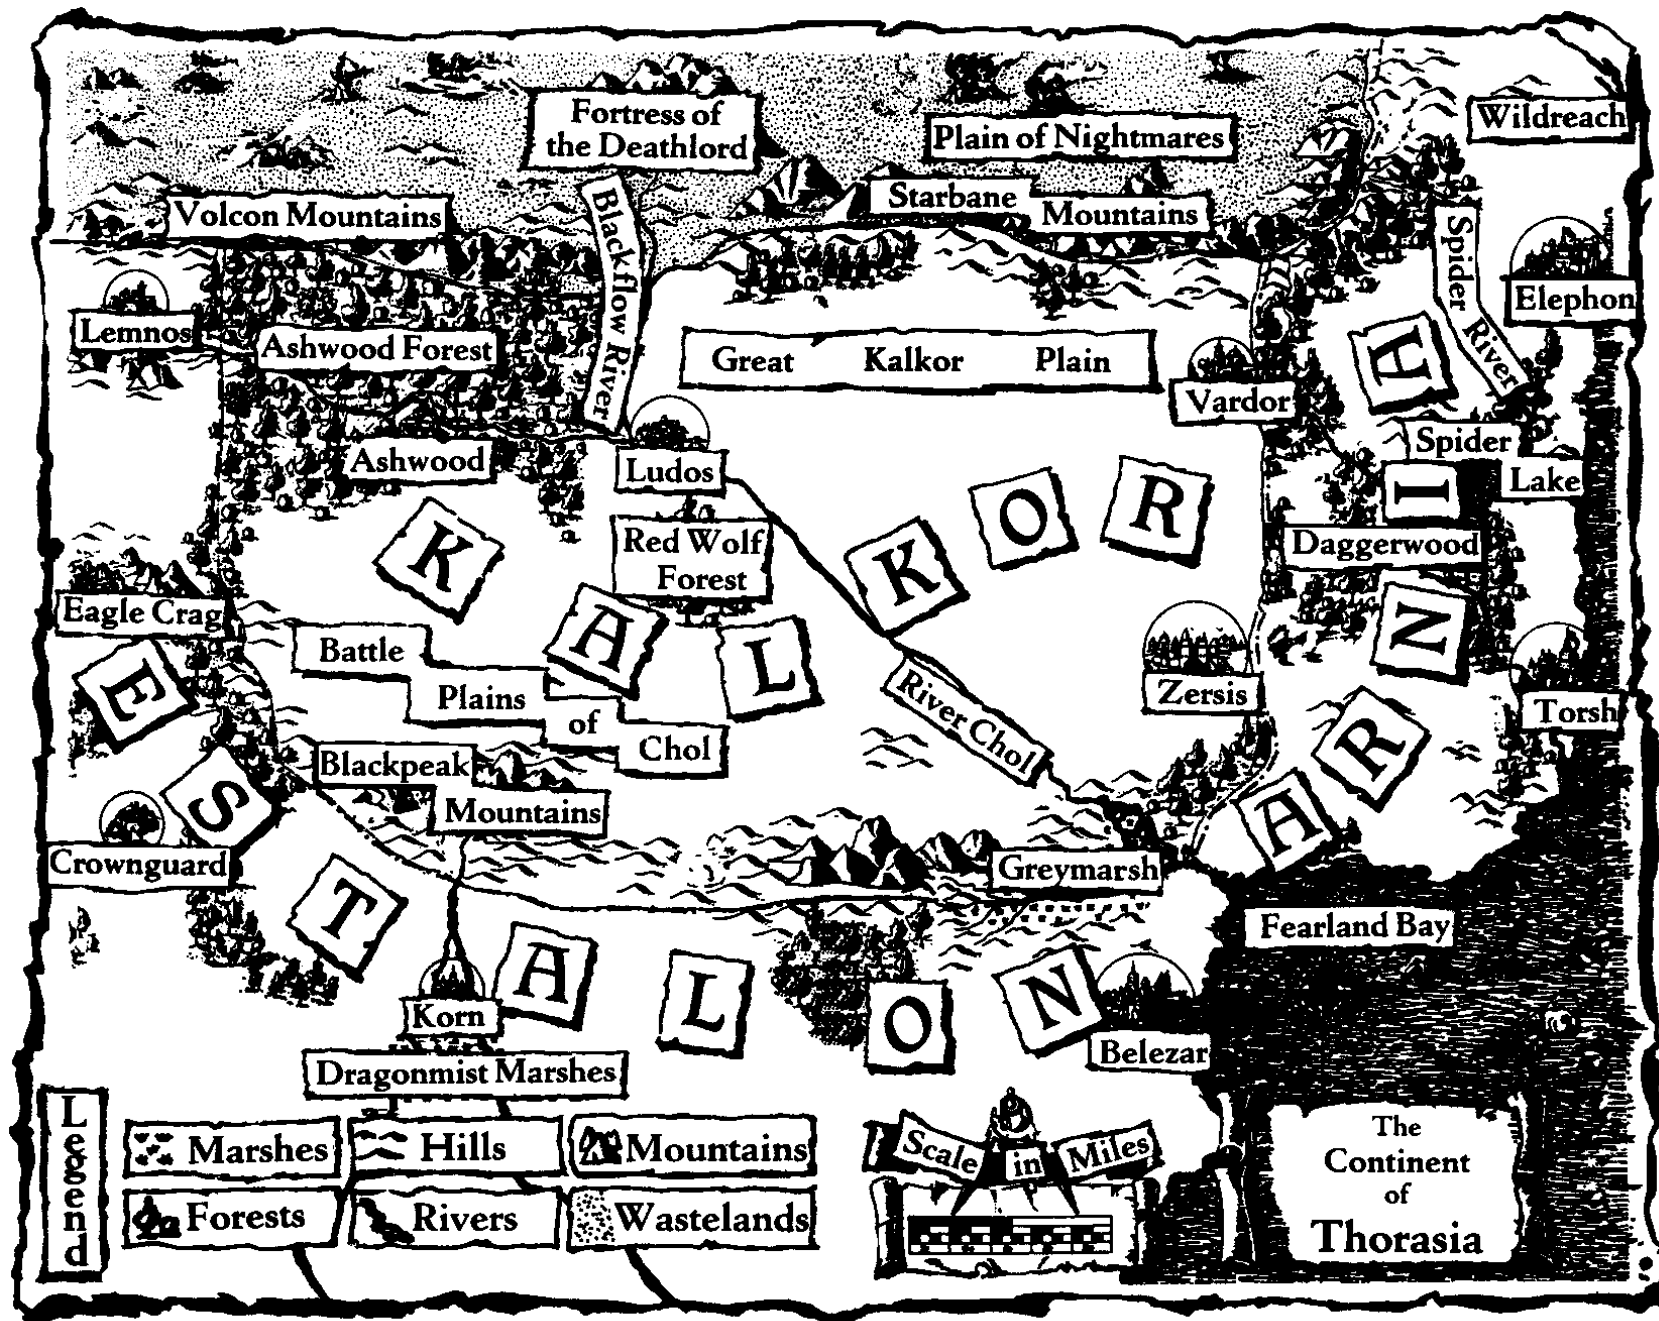 Fortress of
the Deathlord
Plain of Nightmares
Wildreach
Volcon Mountains
Starbane
Mountains
Blackflow River
Spider
River
Elephon
Lemnos
Ashwood Forest
Great Kalkor Plain
Vardor
H
Ashwood
Ludos
Spider
Lake
K
O
R
I
Red Wolf
Forest
K
Daggerwood
Eagle Crag
Battle
Plains
of
Chol
A
L
N
E
River Chol
Zersis
Torsh
Blackpeak
Mountains
R
S
A
Crownguard
Greymarsh
T
A
L
O
N
Fearland Bay
Korn
Belezar
Dragonmist Marshes
Legend
Marshes
Hills
Mountains
Forests
Rivers
Wastelands
Scale in Miles
The
Continent
of
Thorasia